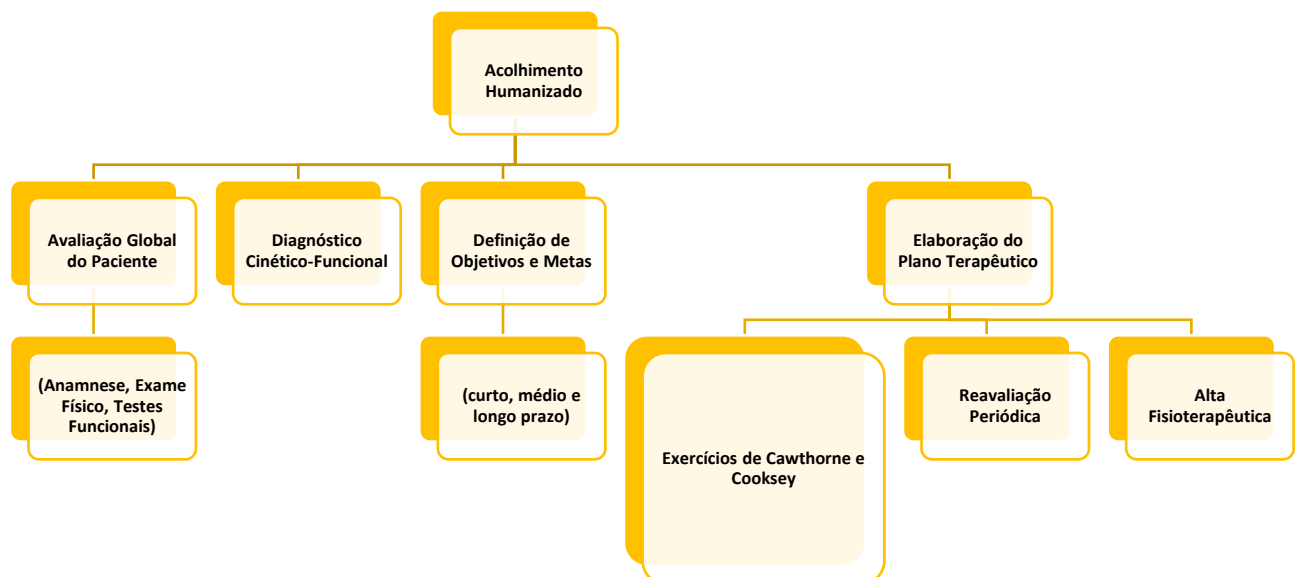 Acolhimento
Humanizado
Avaliação Global
do Paciente
Diagnóstico
Cinético-Funcional
Definição de
Objetivos e Metas
Elaboração do
Plano Terapêutico
(Anamnese, Exame
Físico, Testes
Funcionais)
(curto, médio e
longo prazo)
Exercícios de Cawthorne e
Cooksey
Reavaliação
Periódica
Alta
Fisioterapêutica